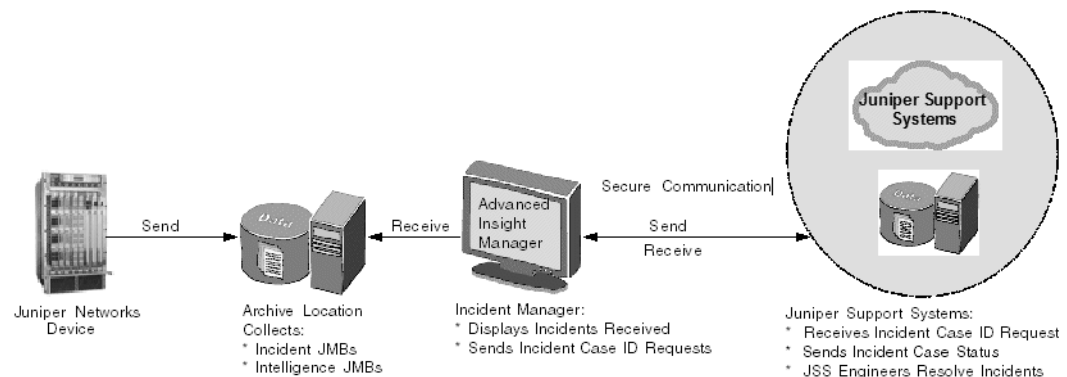 Juniper Support
Systems
Secure Communication
Advanced
Insight
Manager
Data
Send
Data
Receive
Send
Receive
Juniper Networks
Device
Archive Location
Collects:
* Incident JMBs
* Intelligence JMBs
Incident Manager:
* Displays Incidents Received
* Sends Incident Case ID Requests
Juniper Support Systems:
* Receives Incident Case ID Request
* Sends Incident Case Status
* JSS Engineers Resolve Incidents